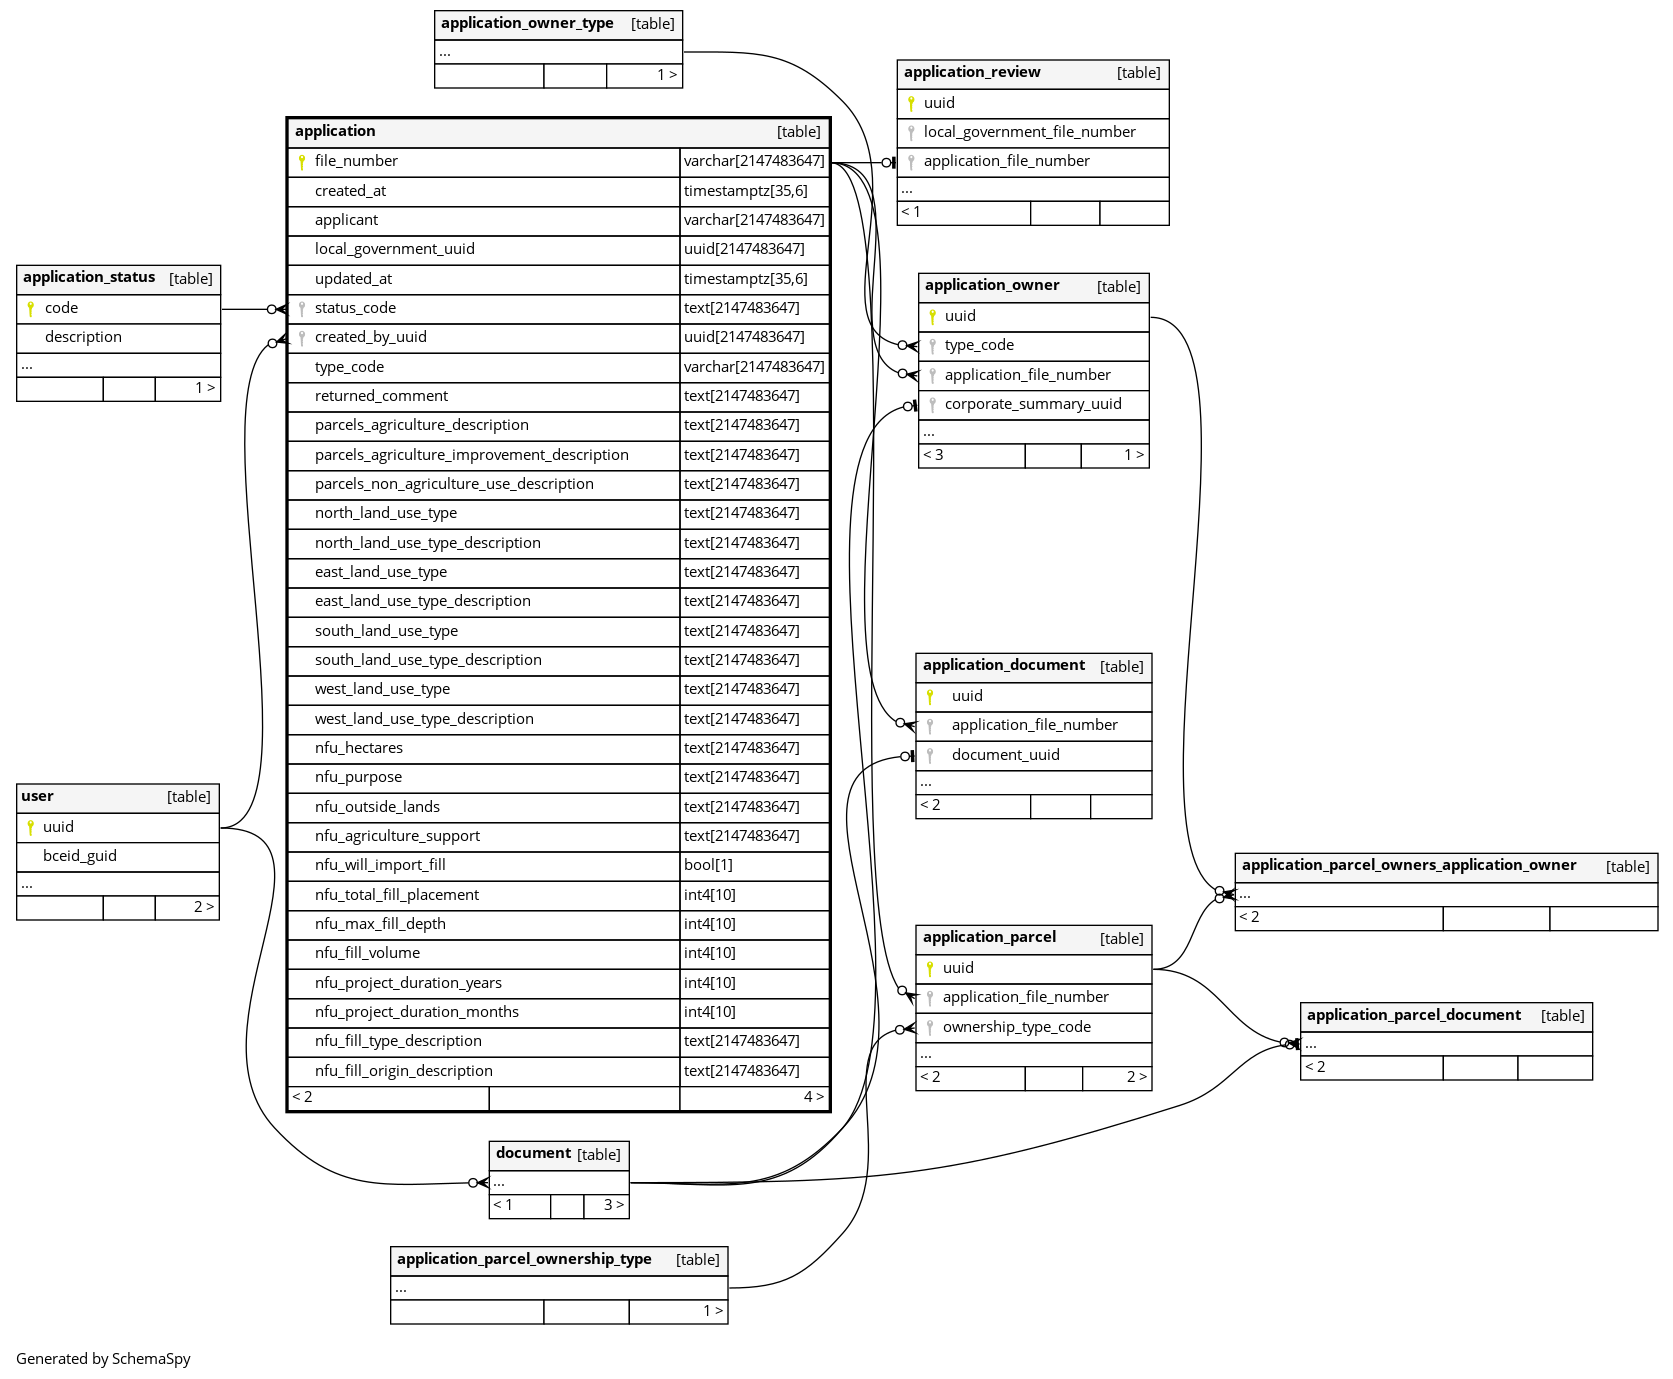 application_owner_type [table]
...
1 >
application_review [table]
uuid
local_government_file_number
application_file_number
...
< 1
application [table]
file_number varchar[2147483647]
created_at timestamptz[35,6]
applicant varchar[2147483647]
local_government_uuid uuid[2147483647]
updated_at timestamptz[35,6]
status_code text[2147483647]
created_by_uuid uuid[2147483647]
type_code varchar[2147483647]
returned_comment text[2147483647]
parcels_agriculture_description text[2147483647]
parcels_agriculture_improvement_description text[2147483647]
parcels_non_agriculture_use_description text[2147483647]
north_land_use_type text[2147483647]
north_land_use_type_description text[2147483647]
east_land_use_type text[2147483647]
east_land_use_type_description text[2147483647]
south_land_use_type text[2147483647]
south_land_use_type_description text[2147483647]
west_land_use_type text[2147483647]
west_land_use_type_description text[2147483647]
nfu_hectares text[2147483647]
nfu_purpose text[2147483647]
nfu_outside_lands text[2147483647]
nfu_agriculture_support text[2147483647]
nfu_will_import_fill bool[1]
nfu_total_fill_placement int4[10]
nfu_max_fill_depth int4[10]
nfu_fill_volume int4[10]
nfu_project_duration_years int4[10]
nfu_project_duration_months int4[10]
nfu_fill_type_description text[2147483647]
nfu_fill_origin_description text[2147483647]
< 2 4 >
application_status [table]
code
description
...
1 >
application_owner [table]
uuid
type_code
application_file_number
corporate_summary_uuid
...
< 3 1 >
application_document [table]
uuid
application_file_number
document_uuid
...
< 2
user [table]
uuid
bceid_guid
...
2 >
application_parcel_owners_application_owner [table]
...
< 2
application_parcel [table]
uuid
application_file_number
ownership_type_code
...
< 2 2 >
application_parcel_document [table]
...
< 2
document [table]
...
< 1 3 >
application_parcel_ownership_type [table]
...
1 >
Generated by SchemaSpy